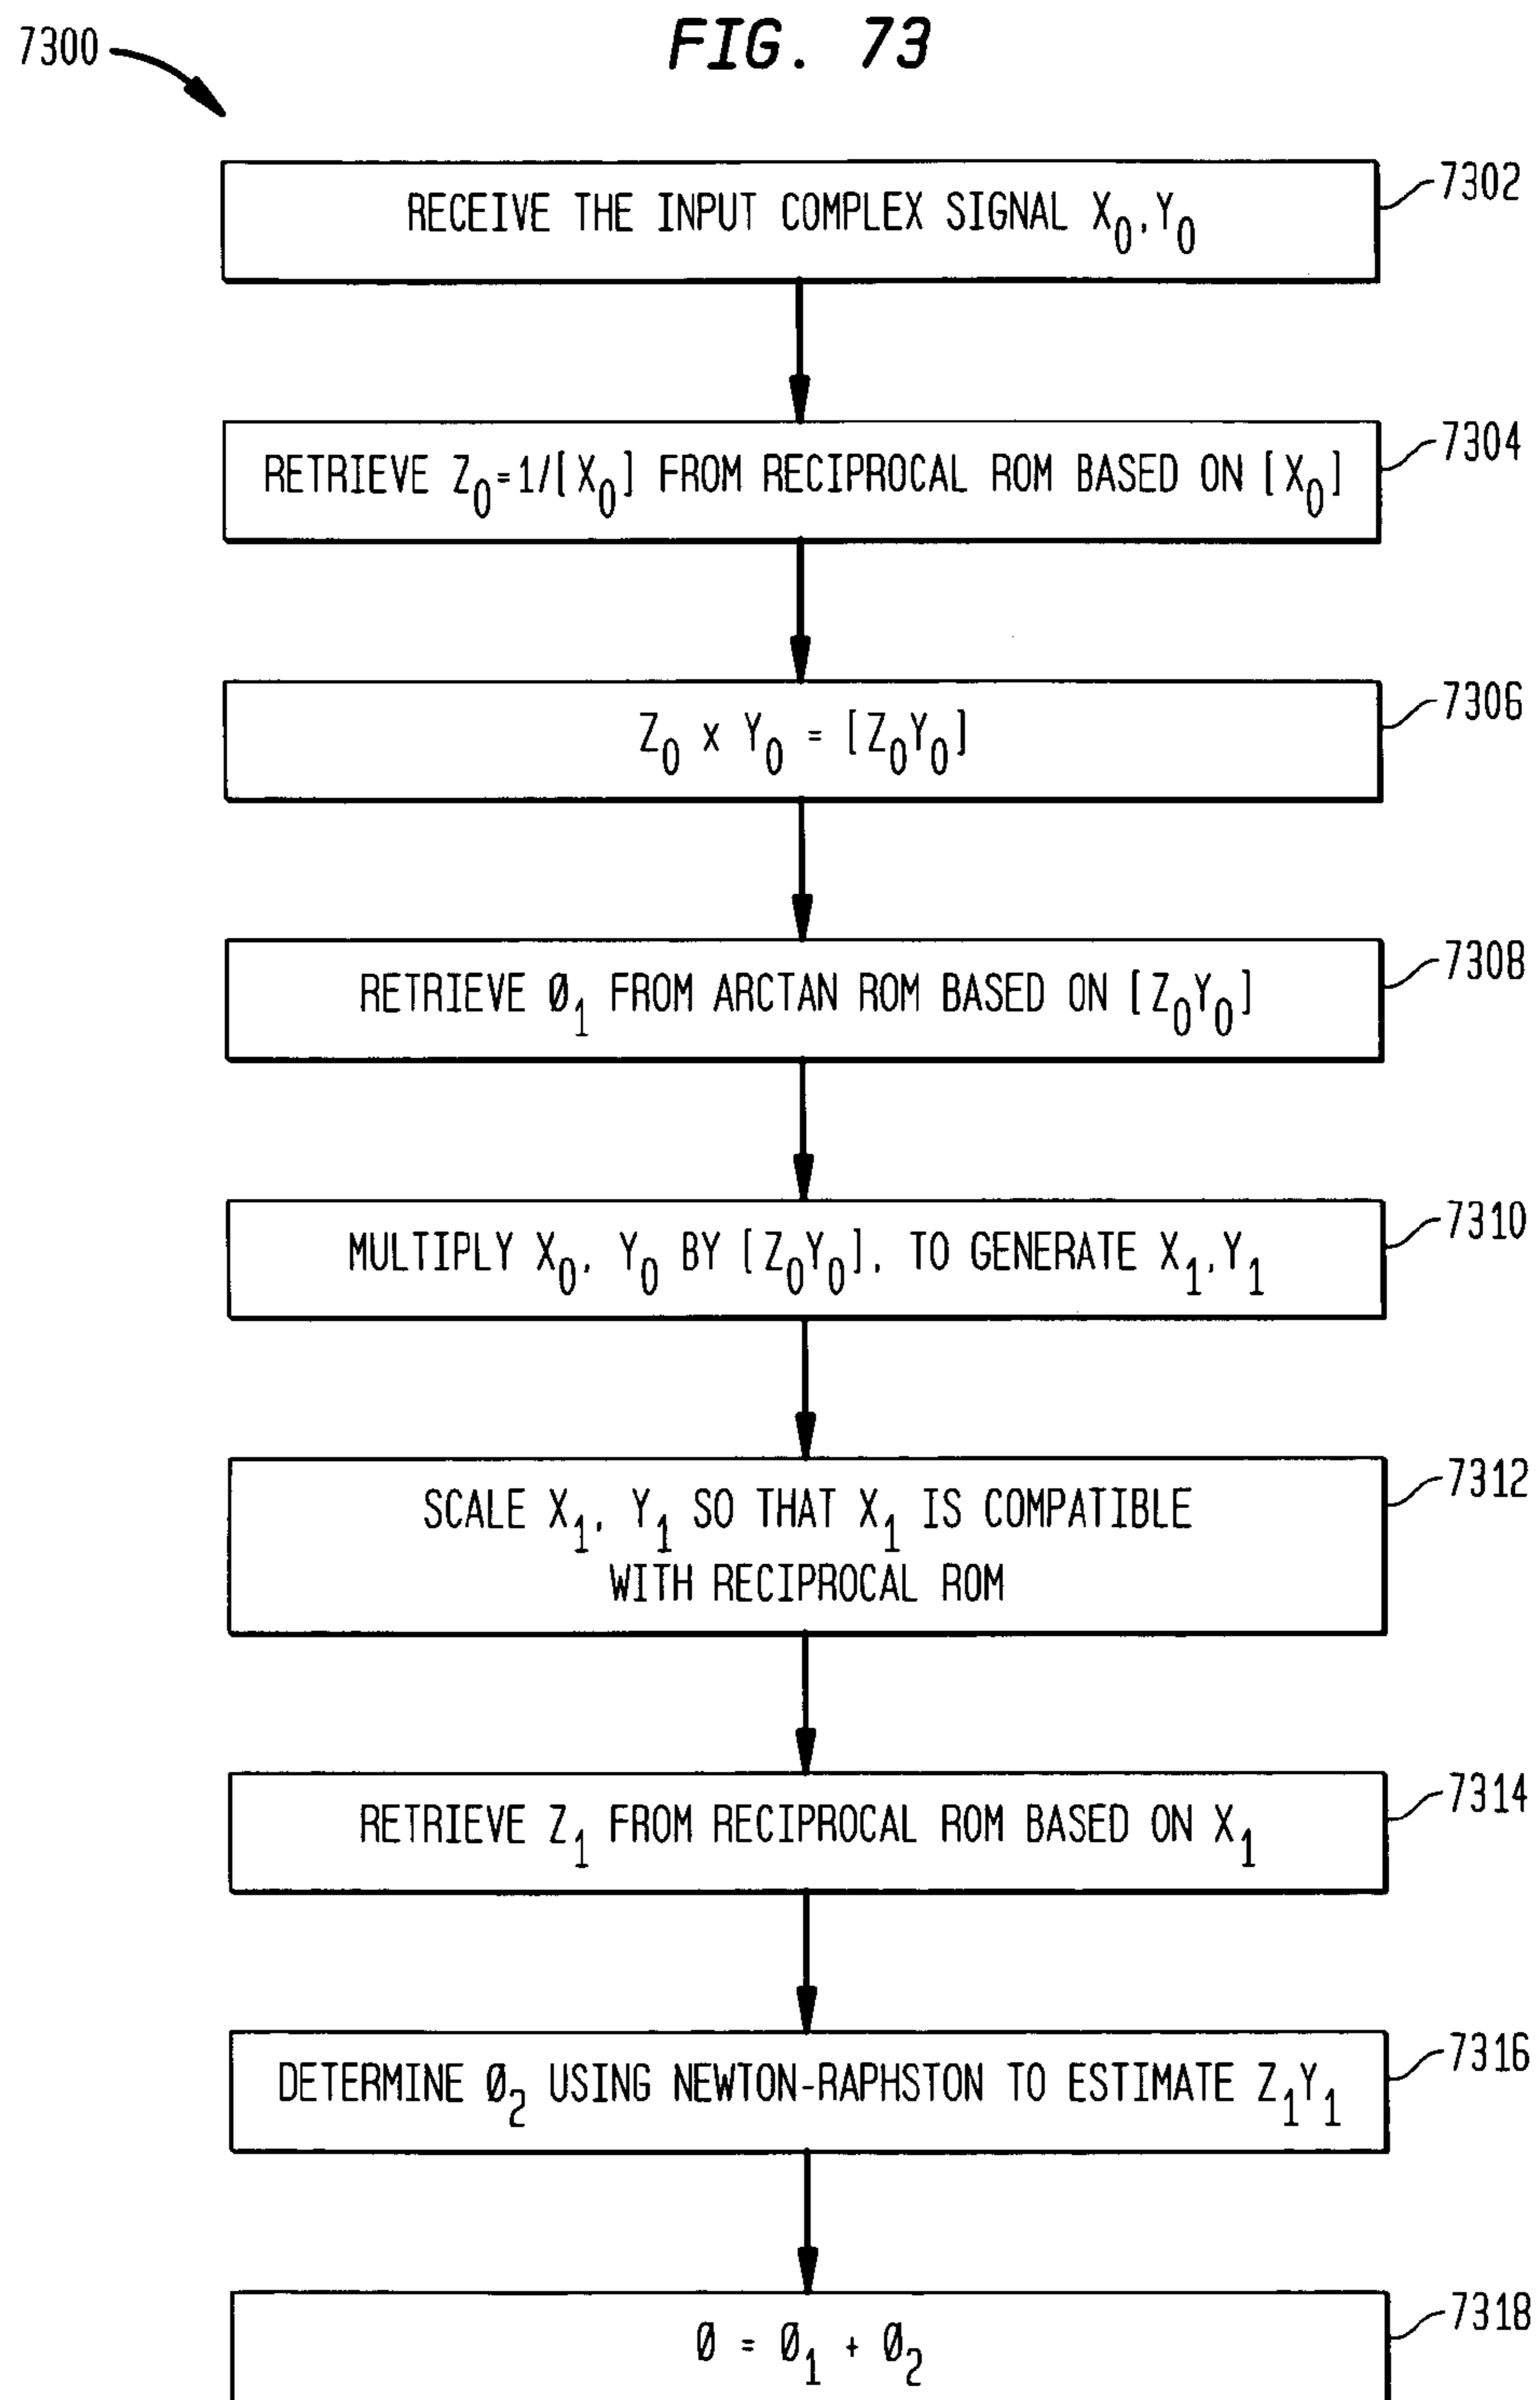 FIG. 73
7300
RECEIVE THE INPUT COMPLEX SIGNAL X₀, Y₀
7302
RETRIEVE Z₀=1/[X₀] FROM RECIPROCAL ROM BASED ON [X₀]
7304
Z₀ x Y₀ = [Z₀Y₀]
7306
RETRIEVE Ø₁ FROM ARCTAN ROM BASED ON [Z₀Y₀]
7308
MULTIPLY X₀, Y₀ BY [Z₀Y₀], TO GENERATE X₁, Y₁
7310
SCALE X₁, Y₁ SO THAT X₁ IS COMPATIBLE
WITH RECIPROCAL ROM
7312
RETRIEVE Z₁ FROM RECIPROCAL ROM BASED ON X₁
7314
DETERMINE Ø₂ USING NEWTON-RAPHSTON TO ESTIMATE Z₁Y₁
7316
Ø = Ø₁ + Ø₂
7318